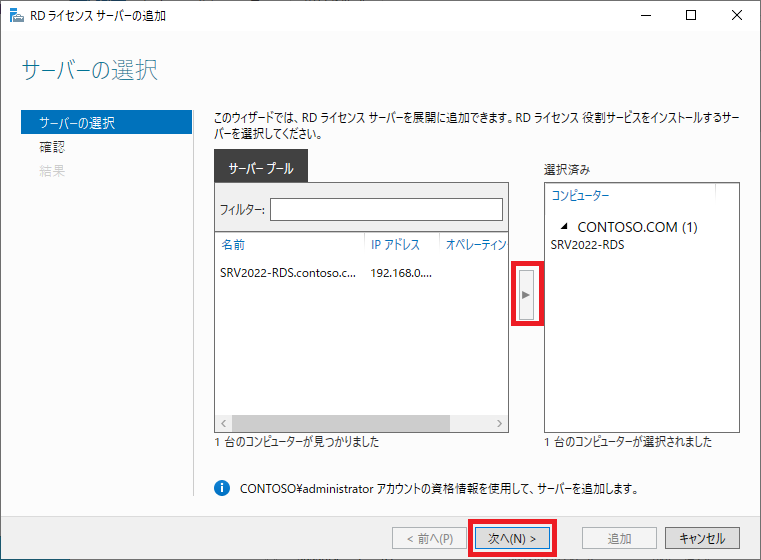 RD ライセンス サーバーの追加
サーバーの選択
サーバーの選択
確認
結果
このウィザードでは、RD ライセンス サーバーを展開に追加できます。RD ライセンス 役割サービスをインストールするサー
バーを選択してください。
サーバー プール
フィルター:
名前 IP アドレス オペレーティン
SRV2022-RDS.contoso.c... 192.168.0....
1 台のコンピューターが見つかりました
選択済み
コンピューター
CONTOSO.COM (1)
SRV2022-RDS
1 台のコンピューターが選択されました
CONTOSO¥administrator アカウントの資格情報を使用して、サーバーを追加します。
< 前へ(P) 次へ(N) > 追加 キャンセル